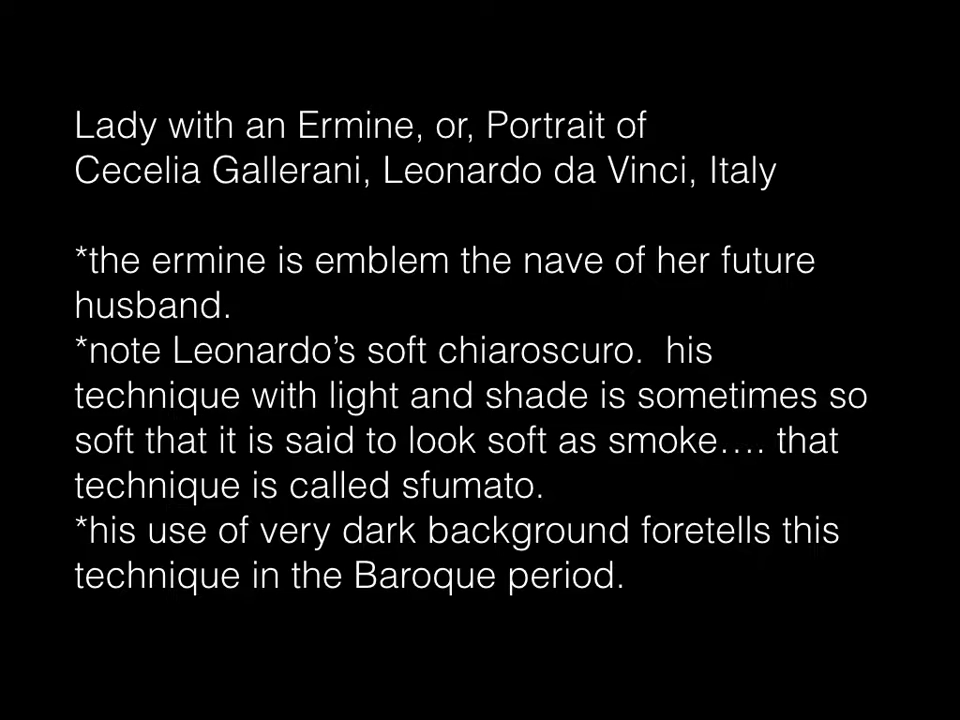 Lady with an Ermine, or, Portrait of
Cecelia Gallerani, Leonardo da Vinci, Italy
*the ermine is emblem the nave of her future
husband.
*note Leonardo’s soft chiaroscuro.  his
technique with light and shade is sometimes so
soft that it is said to look soft as smoke…. that
technique is called sfumato.
*his use of very dark background foretells this
technique in the Baroque period.